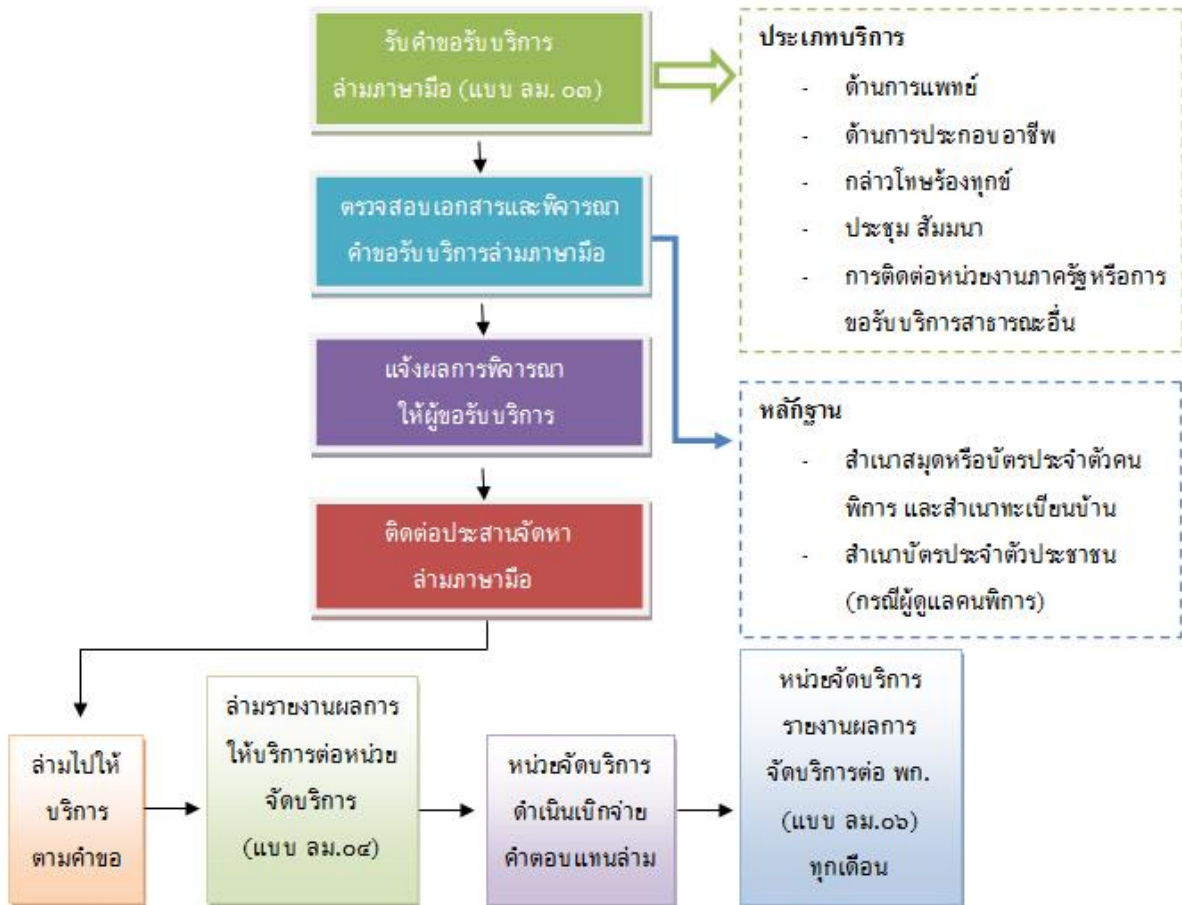 รับคำขอรับบริการ
ล่ามภาษามือ (แบบ ลม. ๐๓)
ประเภทบริการ
- ด้านการแพทย์
- ด้านการประกอบอาชีพ
- กล่าวโทษร้องทุกข์
- ประชุม สัมมนา
- การติดต่อหน่วยงานภาครัฐหรือการ
ขอรับบริการสาธารณะอื่น
ตรวจสอบเอกสารและพิจารณา
คำขอรับบริการล่ามภาษามือ
หลักฐาน
- สำเนาสมุดหรือบัตรประจำตัวคน
พิการ และสำเนาทะเบียนบ้าน
- สำเนาบัตรประจำตัวประชาชน
(กรณีผู้ดูแลคนพิการ)
แจ้งผลการพิจารณา
ให้ผู้ขอรับบริการ
ติดต่อประสานจัดหา
ล่ามภาษามือ
ล่ามไปให้
บริการ
ตามคำขอ
ล่ามรายงานผลการ
ให้บริการต่อหน่วย
จัดบริการ
(แบบ ลม.๐๔)
หน่วยจัดบริการ
ดำเนินเบิกจ่าย
ค่าตอบแทนล่าม
หน่วยจัดบริการ
รายงานผลการ
จัดบริการต่อ พก.
(แบบ ลม.๐๖)
ทุกเดือน